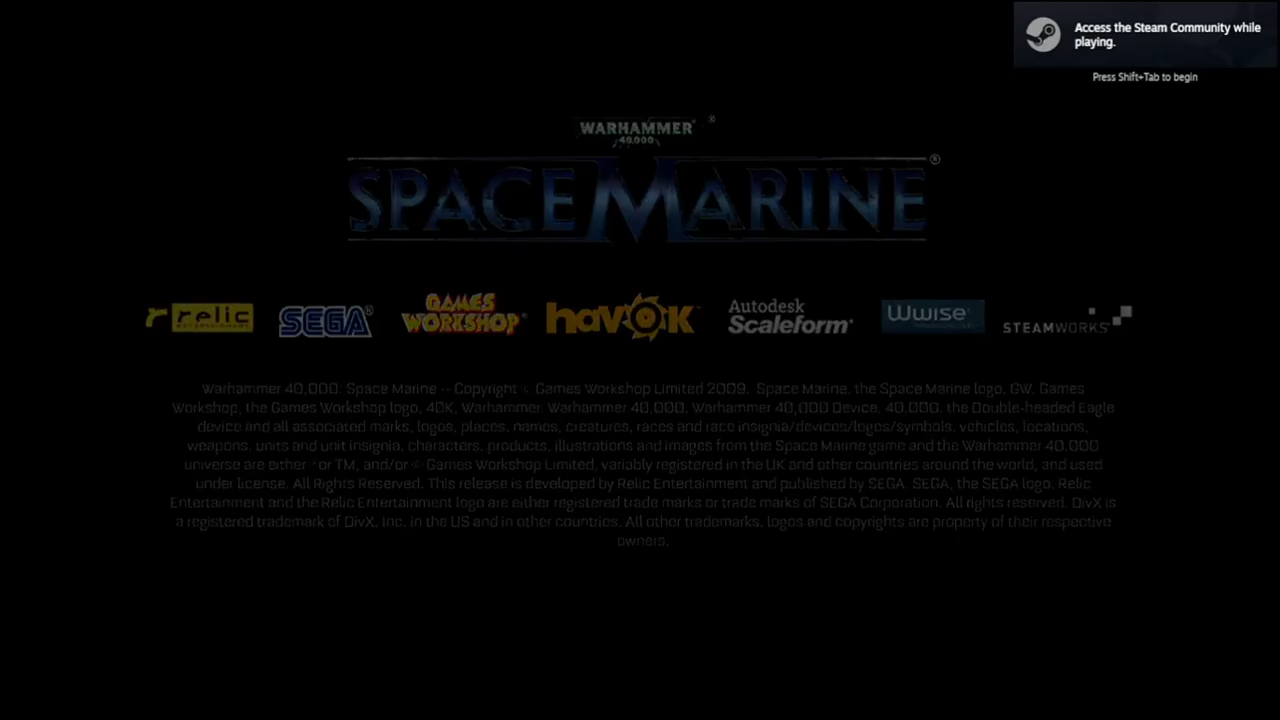 Access the Steam Community while
playing.
Press Shift+Tab to begin
WARHAMMER®
40,000
SPACE MARINE®
relic
SEGA®
GAMES WORKSHOP®
havok™
Autodesk Scaleform®
Wwise®
STEAMWORKS™
Warhammer 40,000: Space Marine - Copyright © Games Workshop Limited 2009. Space Marine, the Space Marine logo, GW, Games
Workshop, the Games Workshop logo, 40K, Warhammer, Warhammer 40,000, Warhammer 40,000 Device, 40,000, the Double-headed Eagle
device and all associated marks, logos, places, names, creatures, races and race insignia/devices/logos/symbols, vehicles, locations,
weapons, units and unit insignia, characters, products, illustrations and images from the Space Marine game and the Warhammer 40,000
universe are either ® or TM, and/or © Games Workshop Limited, variably registered in the UK and other countries around the world, and used
under license. All Rights Reserved. This release is developed by Relic Entertainment and published by SEGA. SEGA, the SEGA logo, Relic
Entertainment and the Relic Entertainment logo are either registered trade marks or trade marks of SEGA Corporation. All rights reserved. DivX is
a registered trademark of DivX, Inc. in the US and in other countries. All other trademarks, logos and copyrights are property of their respective
owners.